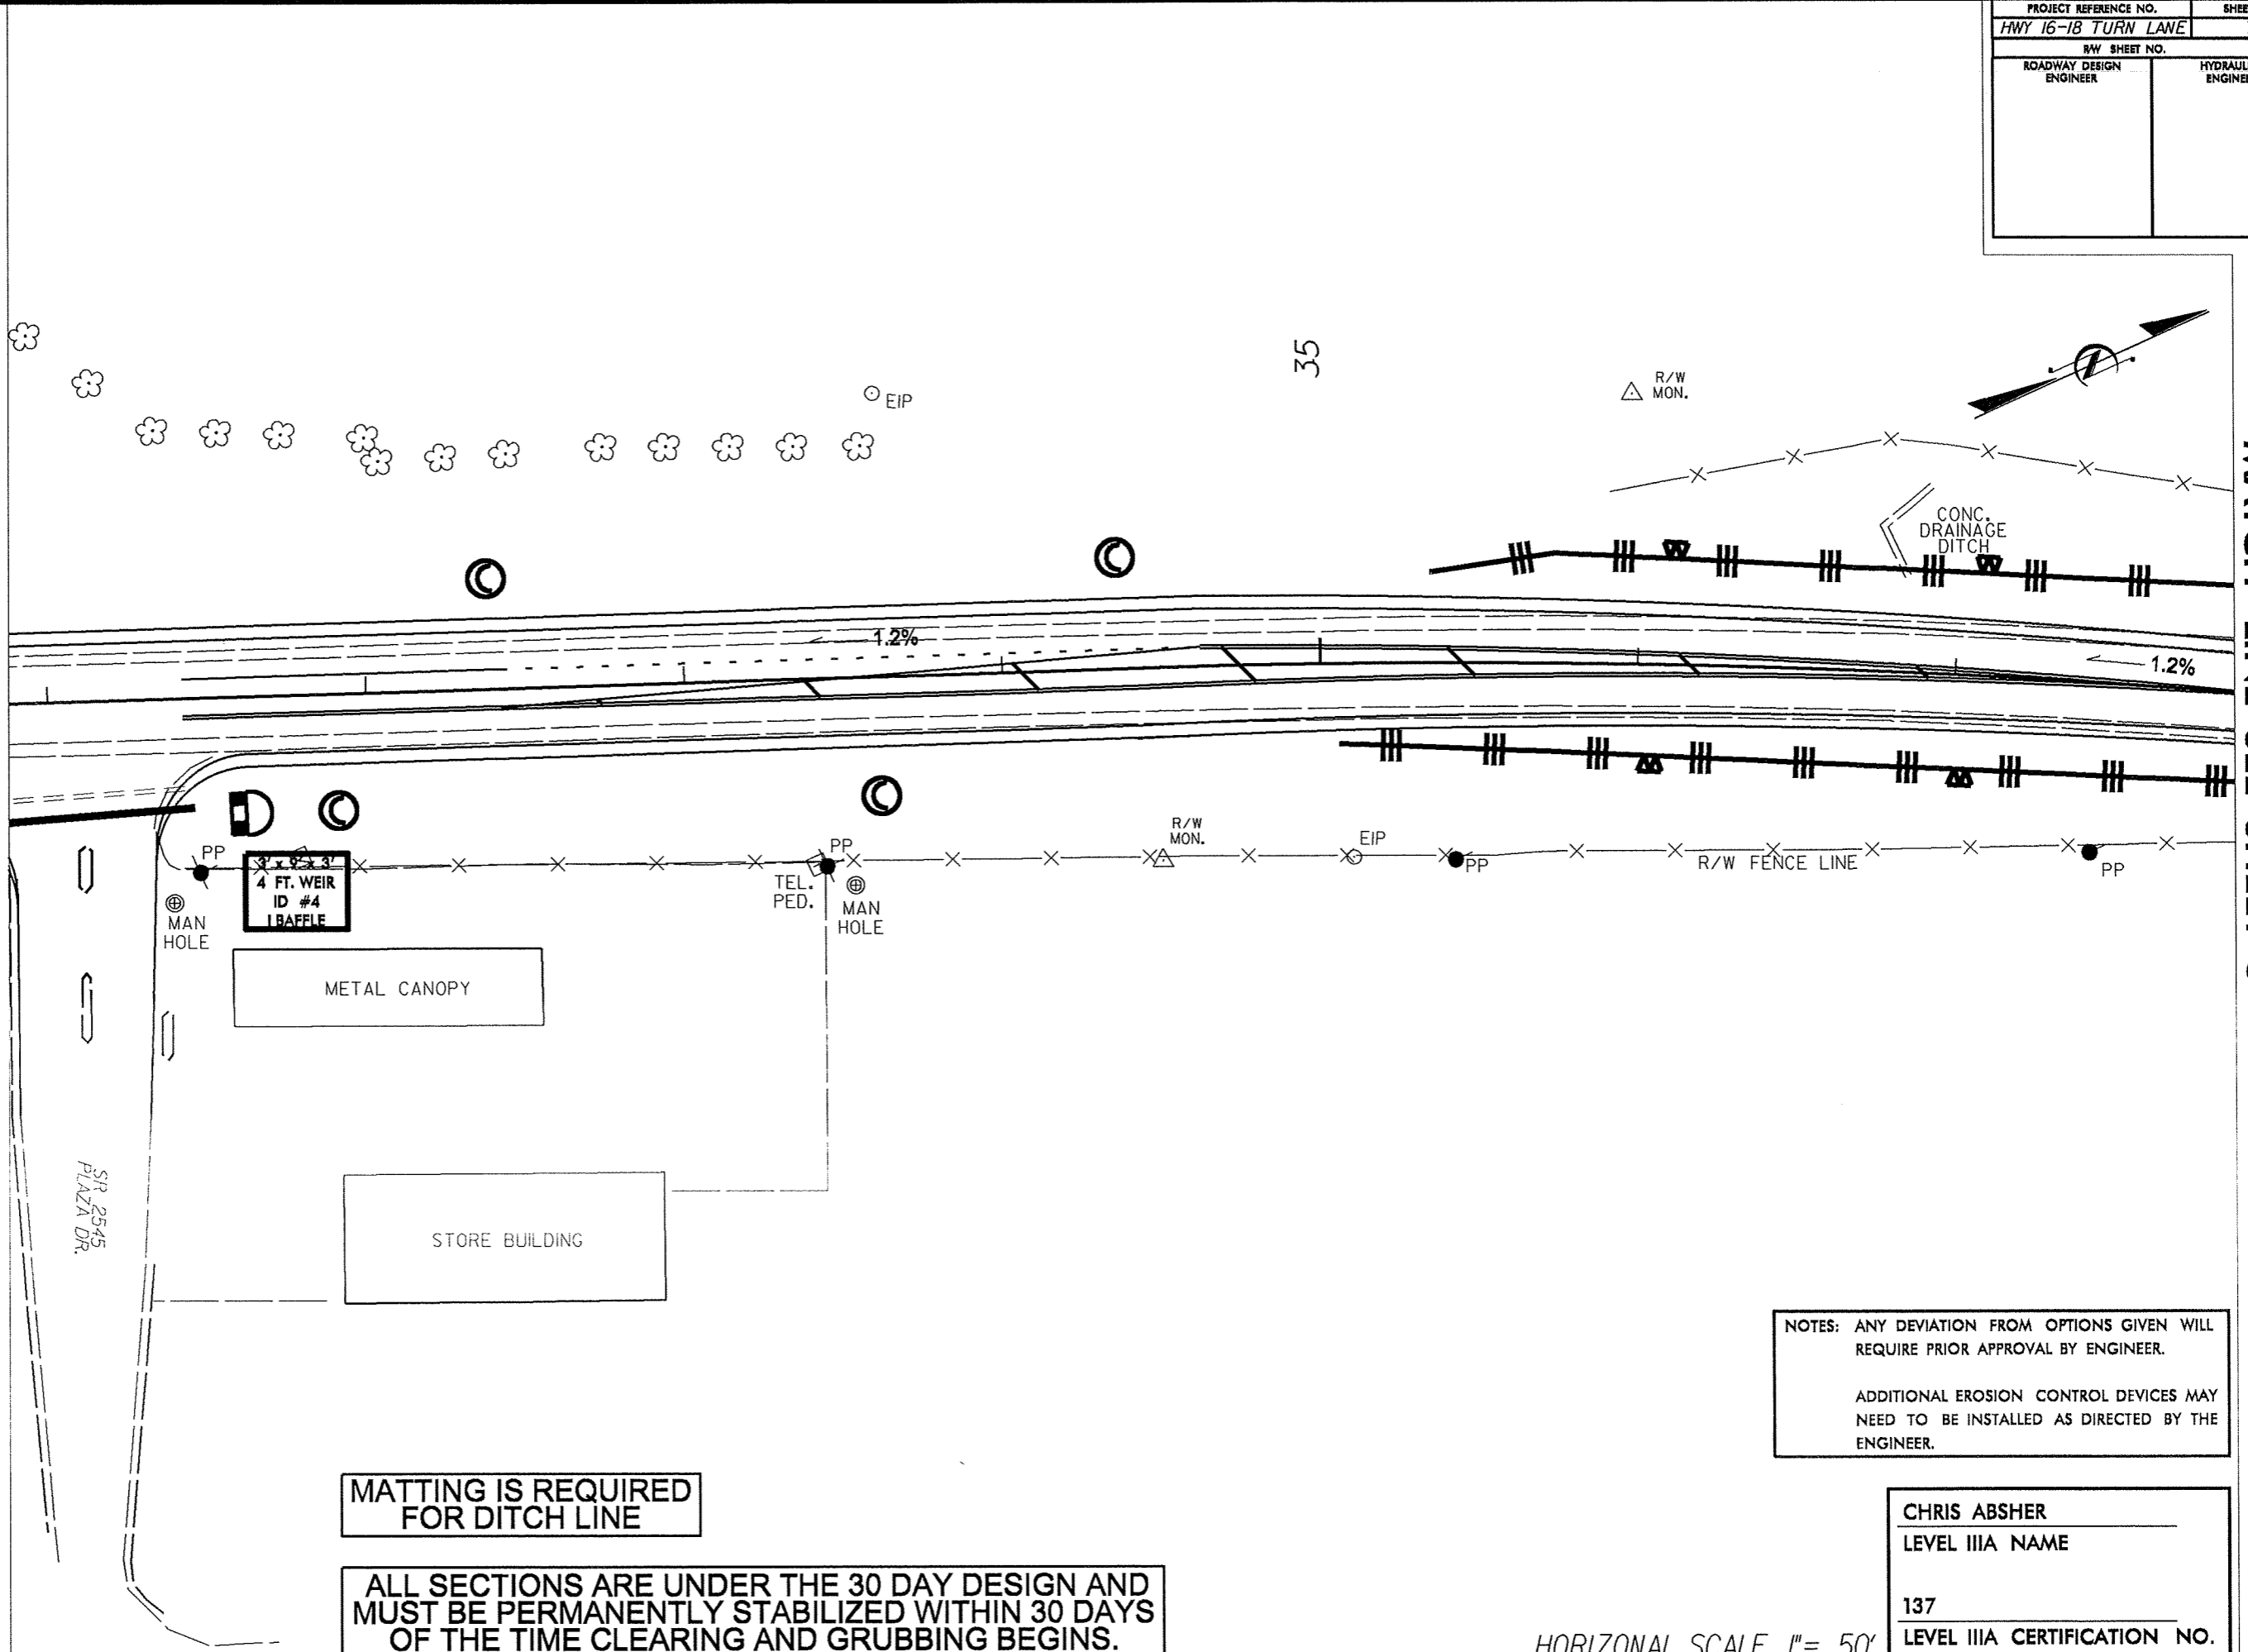 PROJECT REFERENCE NO.
HWY 16-18 TURN LANE
R/W SHEET NO.
ROADWAY DESIGN
ENGINEER
35
EIP
R/W
MON.
CONC.
DRAINAGE
DITCH
1.2%
1.2%
PP
3' x 9' x 3'
4 FT. WEIR
ID #4
1 BAFFLE
MAN
HOLE
PP
TEL.
PED.
MAN
HOLE
R/W
MON.
EIP
PP
R/W FENCE LINE
PP
METAL CANOPY
STORE BUILDING
SR 2545
PLAZA DR.
NOTES: ANY DEVIATION FROM OPTIONS GIVEN WILL
REQUIRE PRIOR APPROVAL BY ENGINEER.
ADDITIONAL EROSION CONTROL DEVICES MAY
NEED TO BE INSTALLED AS DIRECTED BY THE
ENGINEER.
MATTING IS REQUIRED
FOR DITCH LINE
ALL SECTIONS ARE UNDER THE 30 DAY DESIGN AND
MUST BE PERMANENTLY STABILIZED WITHIN 30 DAYS
OF THE TIME CLEARING AND GRUBBING BEGINS.
CHRIS ABSHER
LEVEL IIIA NAME
137
LEVEL IIIA CERTIFICATION NO.
HORIZONAL SCALE 1"= 50'